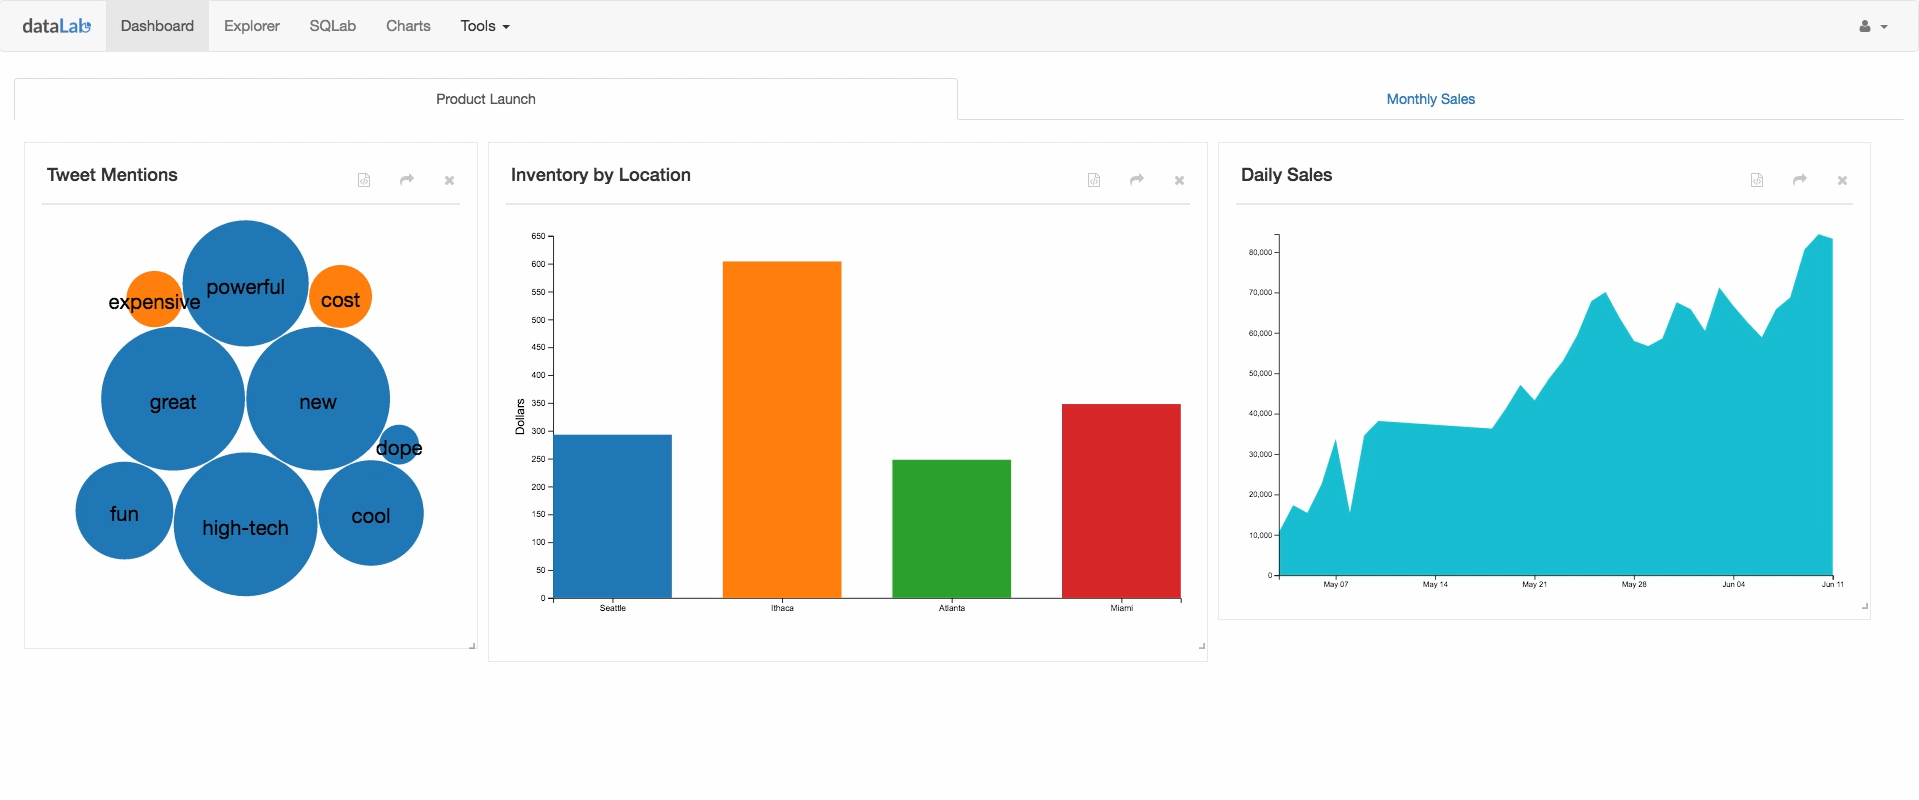 dataLab Dashboard Explorer SQLab Charts Tools
Product Launch
Monthly Sales
Tweet Mentions
expensive
powerful
cost
great
new
dope
fun
high-tech
cool
Inventory by Location
Dollars
650
600
550
500
450
400
350
300
250
200
150
100
50
0
Seattle Ithaca Atlanta Miami
Daily Sales
80,000
70,000
60,000
50,000
40,000
30,000
20,000
10,000
0
May 07 May 14 May 21 May 28 Jun 04 Jun 11